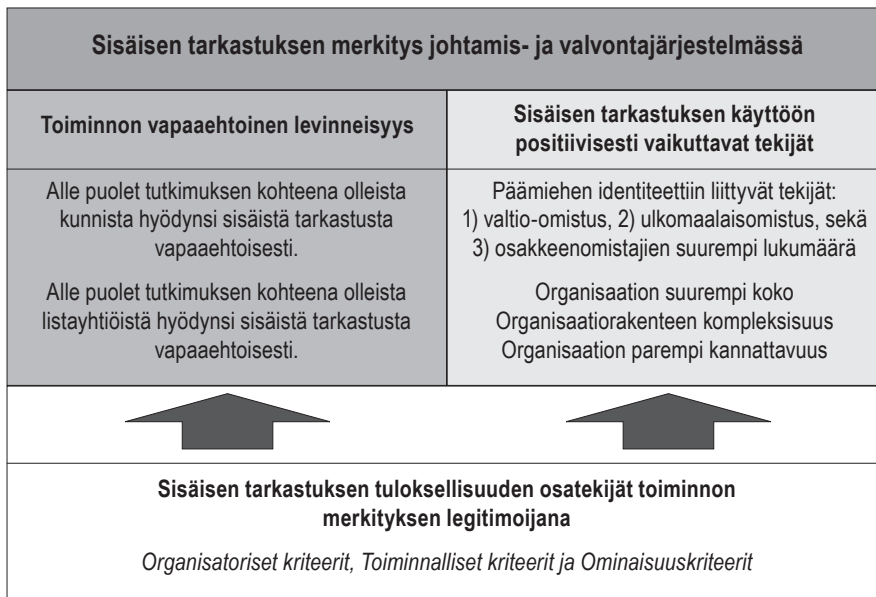 Sisäisen tarkastuksen merkitys johtamis- ja valvontajärjestelmässä
Toiminnon vapaaehtoinen levinneisyys
Alle puolet tutkimuksen kohteena olleista
kunnista hyödynsi sisäistä tarkastusta
vapaaehtoisesti.
Alle puolet tutkimuksen kohteena olleista
listayhtiöistä hyödynsi sisäistä tarkastusta
vapaaehtoisesti.
Sisäisen tarkastuksen käyttöön
positiivisesti vaikuttavat tekijät
Päämiehen identiteettiin liittyvät tekijät:
1) valtio-omistus, 2) ulkomaalaisomistus, sekä
3) osakkeenomistajien suurempi lukumäärä
Organisaation suurempi koko
Organisaatiorakenteen kompleksisuus
Organisaation parempi kannattavuus
Sisäisen tarkastuksen tuloksellisuuden osatekijät toiminnon
merkityksen legitimoijana
Organisatoriset kriteerit, Toiminnalliset kriteerit ja Ominaisuuskriteerit